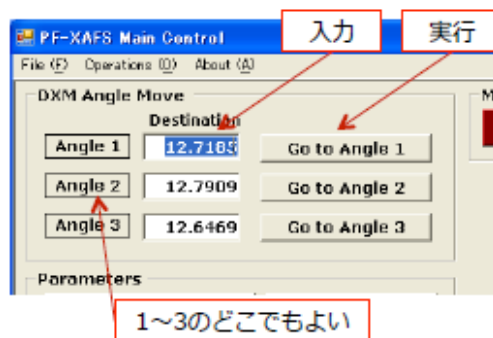 入力
実行
PF-XAFS Main Control
File (F) Operations (O) About (A)
DXM Angle Move
M
Destination
Angle 1 12.7185 Go to Angle 1
Angle 2 12.7909 Go to Angle 2
Angle 3 12.6469 Go to Angle 3
Parameters
1~3のどこでもよい